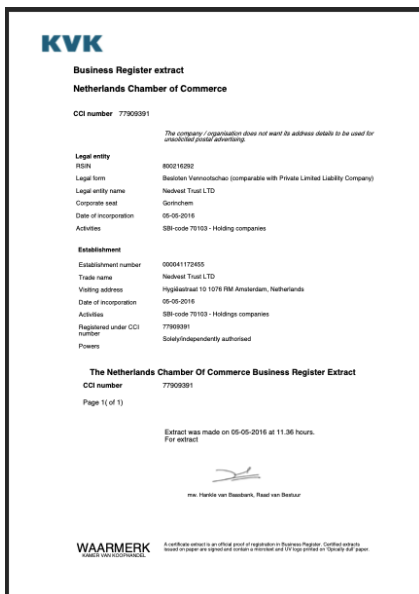 KVK
Business Register extract
Netherlands Chamber of Commerce
CCI number 77909391
The company / organisation does not want its address details to be used for
unsolicited postal advertising.
Legal entity
RSIN 800216292
Legal form Besloten Vennootschao (comparable with Private Limited Liability Company)
Legal entity name Nedvest Trust LTD
Corporate seat Gorinchem
Date of incorporation 05-05-2016
Activities SBI-code 70103 - Holding companies
Establishment
Establishment number 000041172455
Trade name Nedvest Trust LTD
Visiting address Hygiëastraat 10 1076 RM Amsterdam, Netherlands
Date of incorporation 05-05-2016
Activities SBI-code 70103 - Holdings companies
Registered under CCI 77909391
number
Powers Solely/independently authorised
The Netherlands Chamber Of Commerce Business Register Extract
CCI number 77909391
Page 1( of 1)
Extract was made on 05-05-2016 at 11.36 hours.
For extract
mw. Hankle van Baasbank, Raad van Bestuur
WAARMERK
KAMER VAN KOOPHANDEL
A certificate extract is an official proof of registration in Business Register. Certified extracts
issued on paper are signed and contain a microtext and UV logo printed on 'Optically dull' paper.